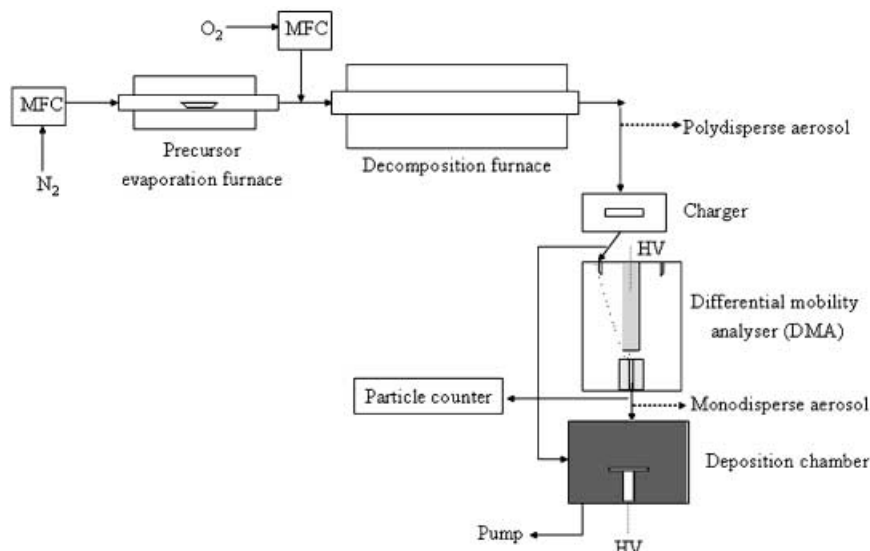 O2
MFC
MFC
N2
Precursor
evaporation furnace
Decomposition furnace
Polydisperse aerosol
Charger
HV
Differential mobility
analyser (DMA)
Particle counter
Monodisperse aerosol
Deposition chamber
Pump
HV